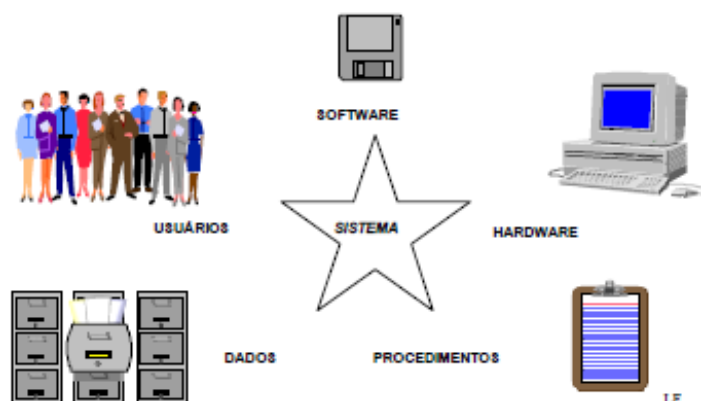 SOFTWARE
USUÁRIOS
SISTEMA
HARDWARE
DADOS
PROCEDIMENTOS